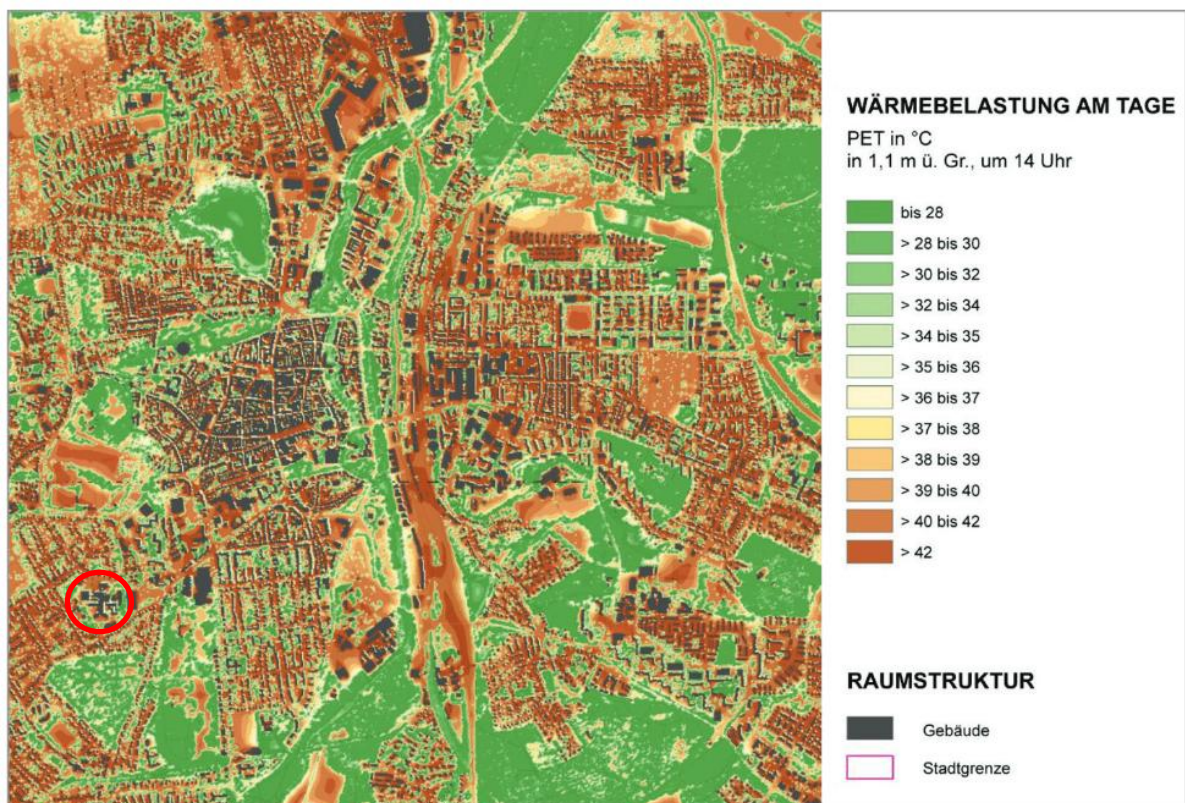 WÄRMEBELASTUNG AM TAGE
PET in °C
in 1,1 m ü. Gr., um 14 Uhr
bis 28
> 28 bis 30
> 30 bis 32
> 32 bis 34
> 34 bis 35
> 35 bis 36
> 36 bis 37
> 37 bis 38
> 38 bis 39
> 39 bis 40
> 40 bis 42
> 42
RAUMSTRUKTUR
Gebäude
Stadtgrenze